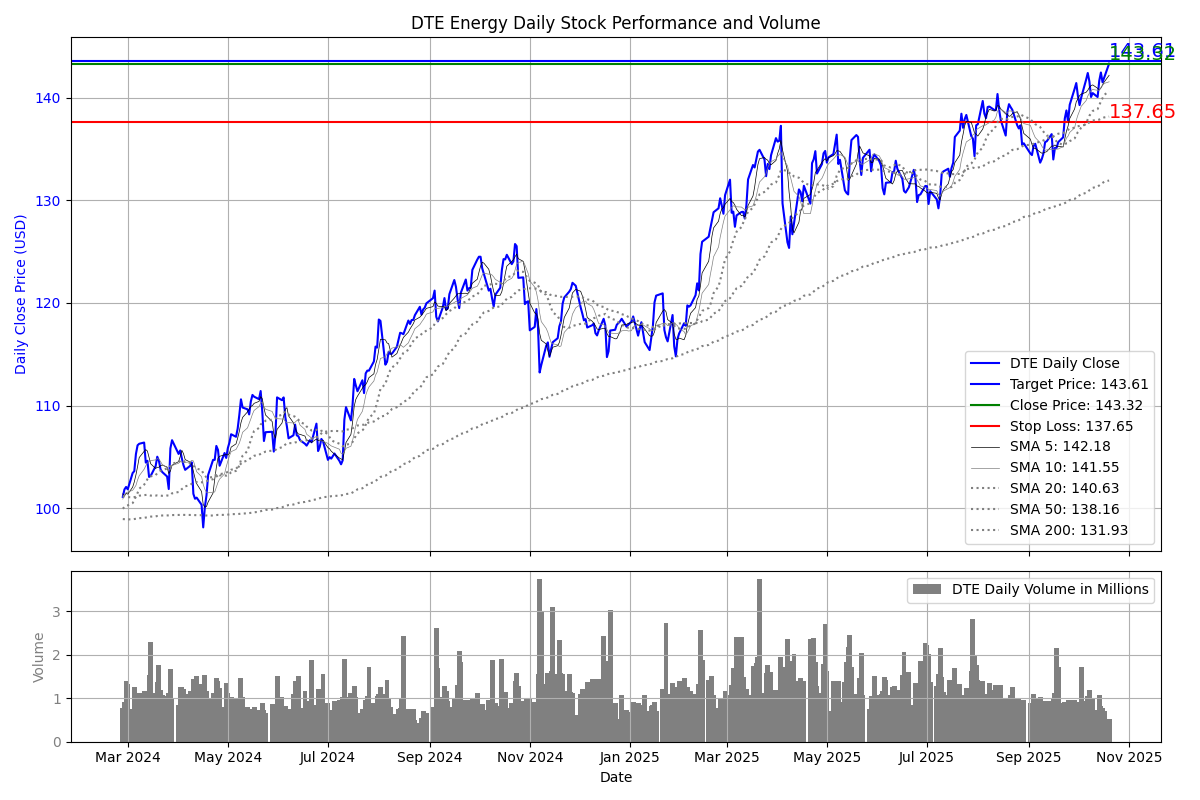 DTE Energy Daily Stock Performance and Volume
143.61
143.32
137.65
140
130
120
110
100
Daily Close Price (USD)
DTE Daily Close
Target Price: 143.61
Close Price: 143.32
Stop Loss: 137.65
SMA 5: 142.18
SMA 10: 141.55
SMA 20: 140.63
SMA 50: 138.16
SMA 200: 131.93
DTE Daily Volume in Millions
3
2
1
0
Volume
Mar 2024 May 2024 Jul 2024 Sep 2024 Nov 2024 Jan 2025 Mar 2025 May 2025 Jul 2025 Sep 2025 Nov 2025
Date